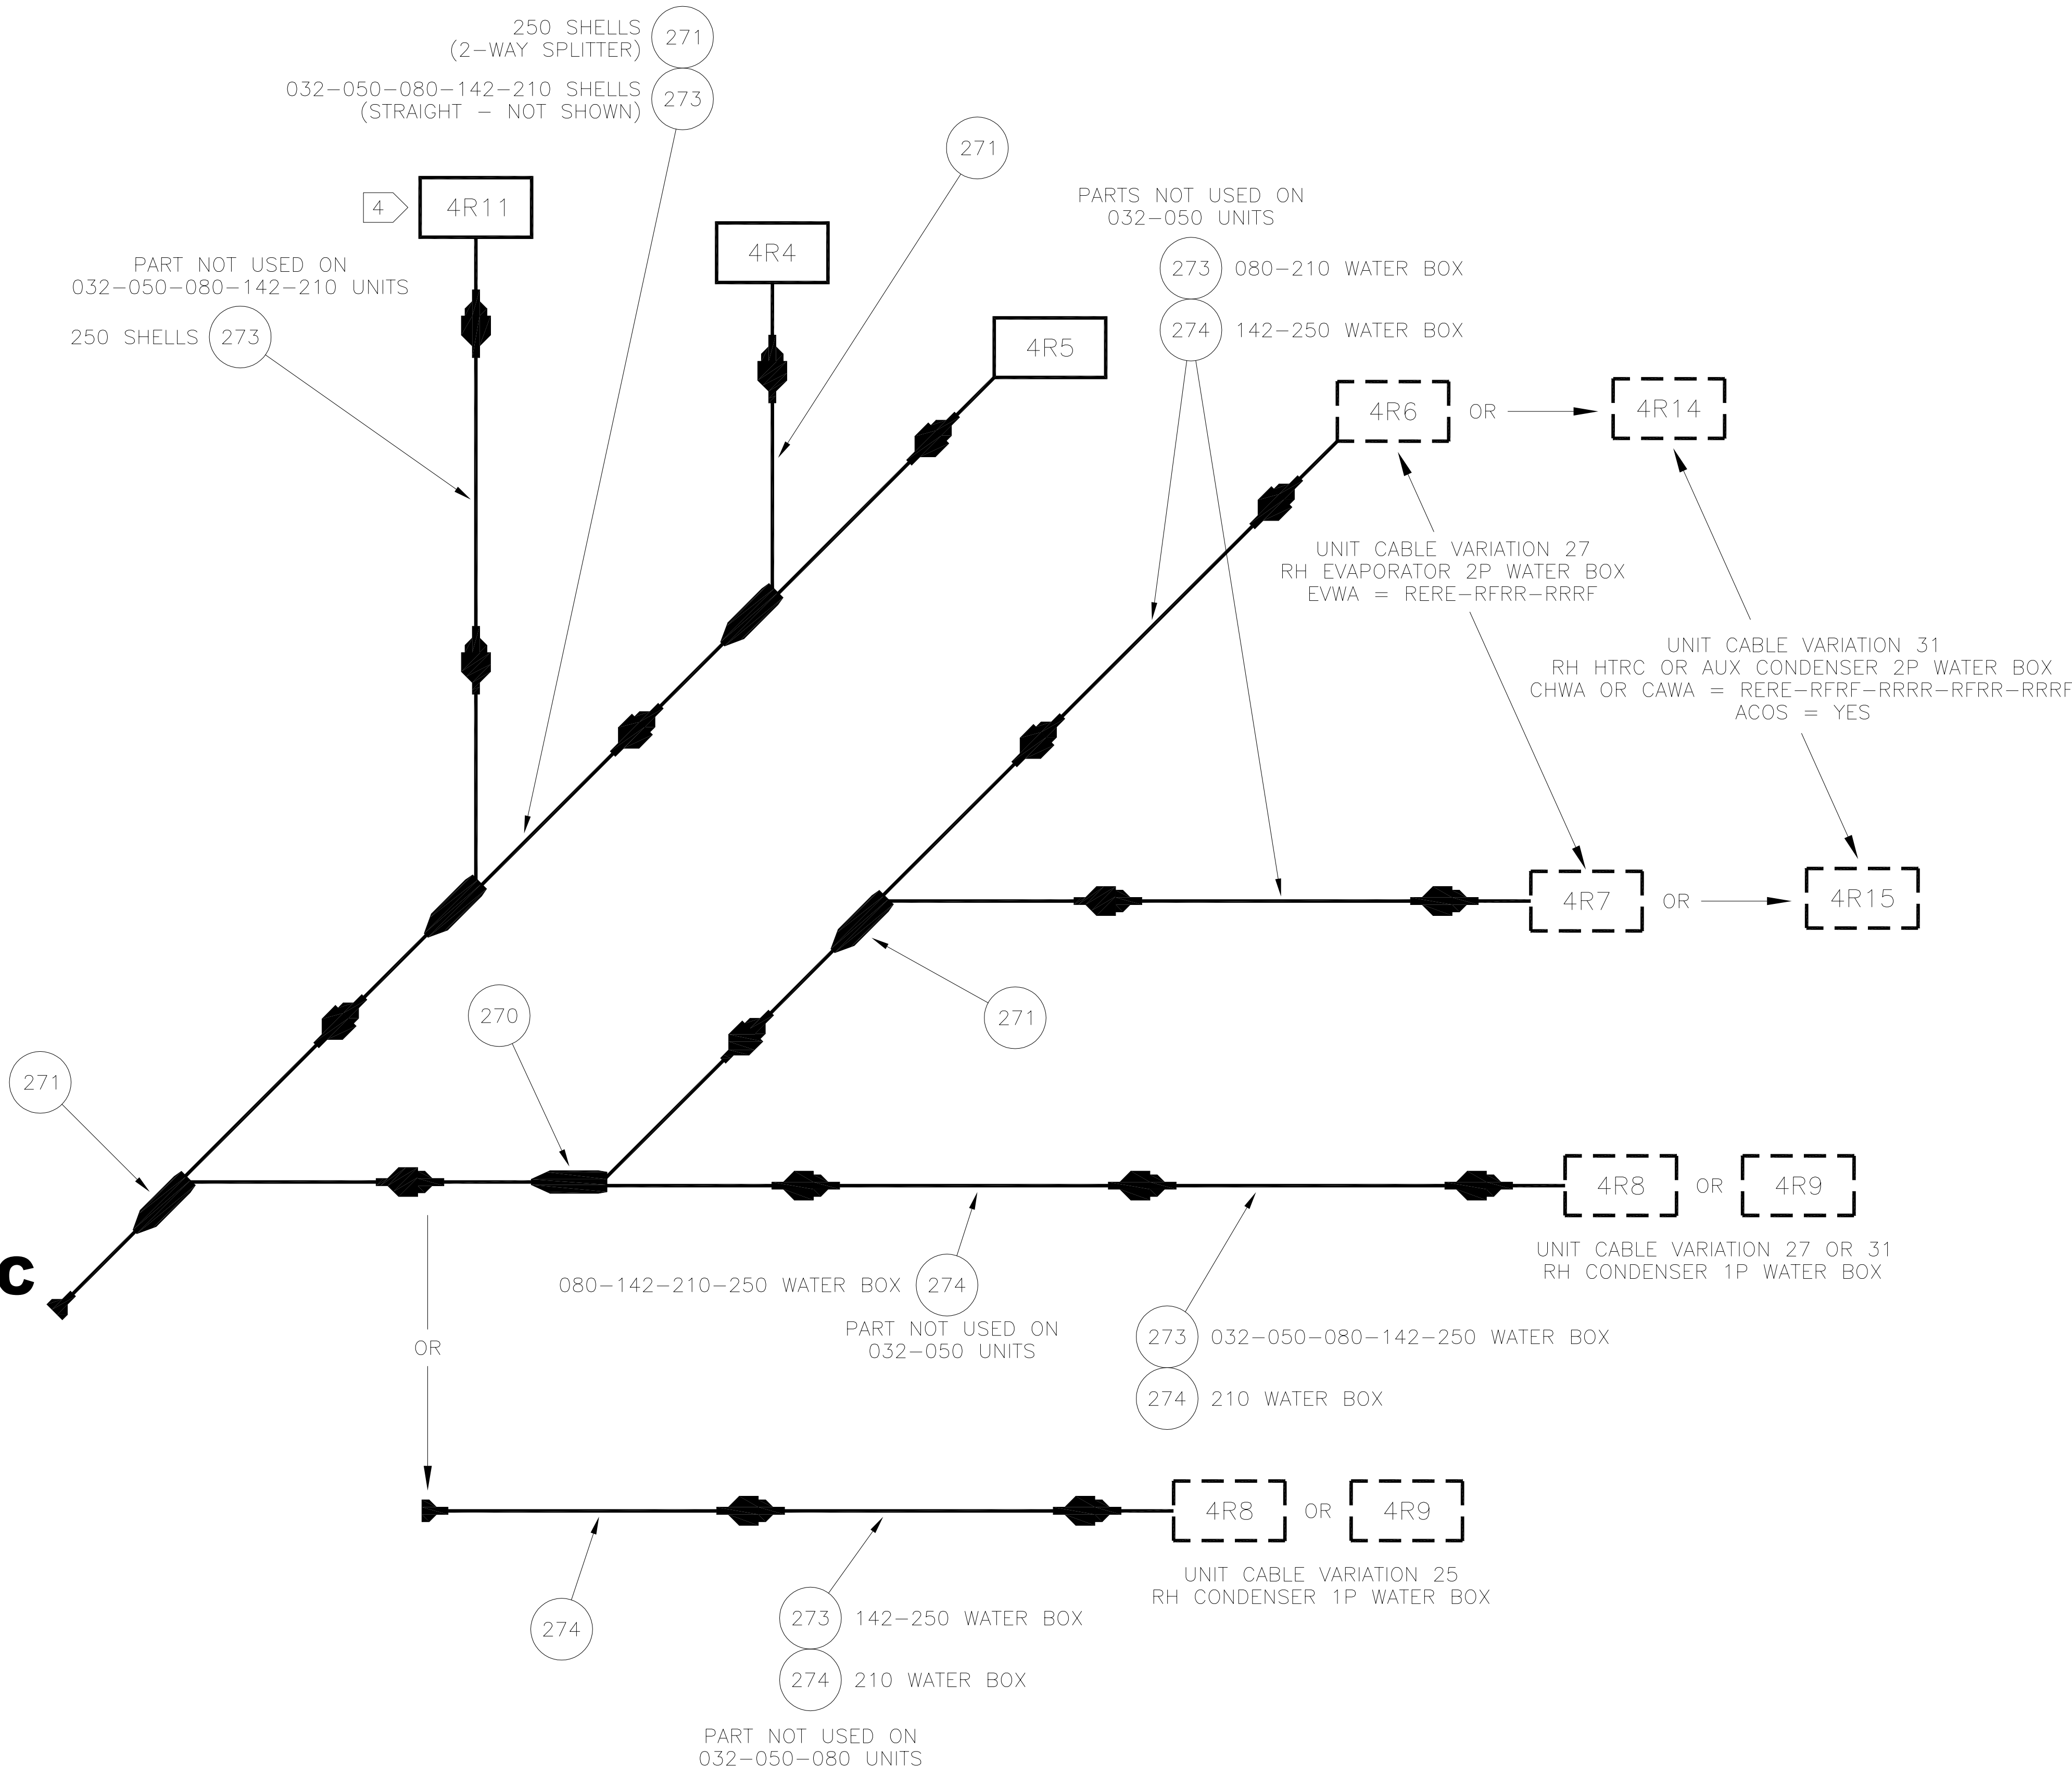 250 SHELLS
(2-WAY SPLITTER)
271
032-050-080-142-210 SHELLS
(STRAIGHT - NOT SHOWN)
273
271
4
4R11
4R4
4R5
PART NOT USED ON
032-050-080-142-210 UNITS
250 SHELLS
273
PARTS NOT USED ON
032-050 UNITS
273
080-210 WATER BOX
274
142-250 WATER BOX
4R6
OR
4R14
UNIT CABLE VARIATION 27
RH EVAPORATOR 2P WATER BOX
EVWA = RERE-RFRR-RRRF
UNIT CABLE VARIATION 31
RH HTRC OR AUX CONDENSER 2P WATER BOX
CHWA OR CAWA = RERE-RFRF-RRRR-RFRR-RRRF
ACOS = YES
4R7
OR
4R15
270
271
271
C
4R8
OR
4R9
UNIT CABLE VARIATION 27 OR 31
RH CONDENSER 1P WATER BOX
080-142-210-250 WATER BOX
274
PART NOT USED ON
032-050 UNITS
273
032-050-080-142-250 WATER BOX
274
210 WATER BOX
OR
4R8
OR
4R9
UNIT CABLE VARIATION 25
RH CONDENSER 1P WATER BOX
274
273
142-250 WATER BOX
274
210 WATER BOX
PART NOT USED ON
032-050-080 UNITS